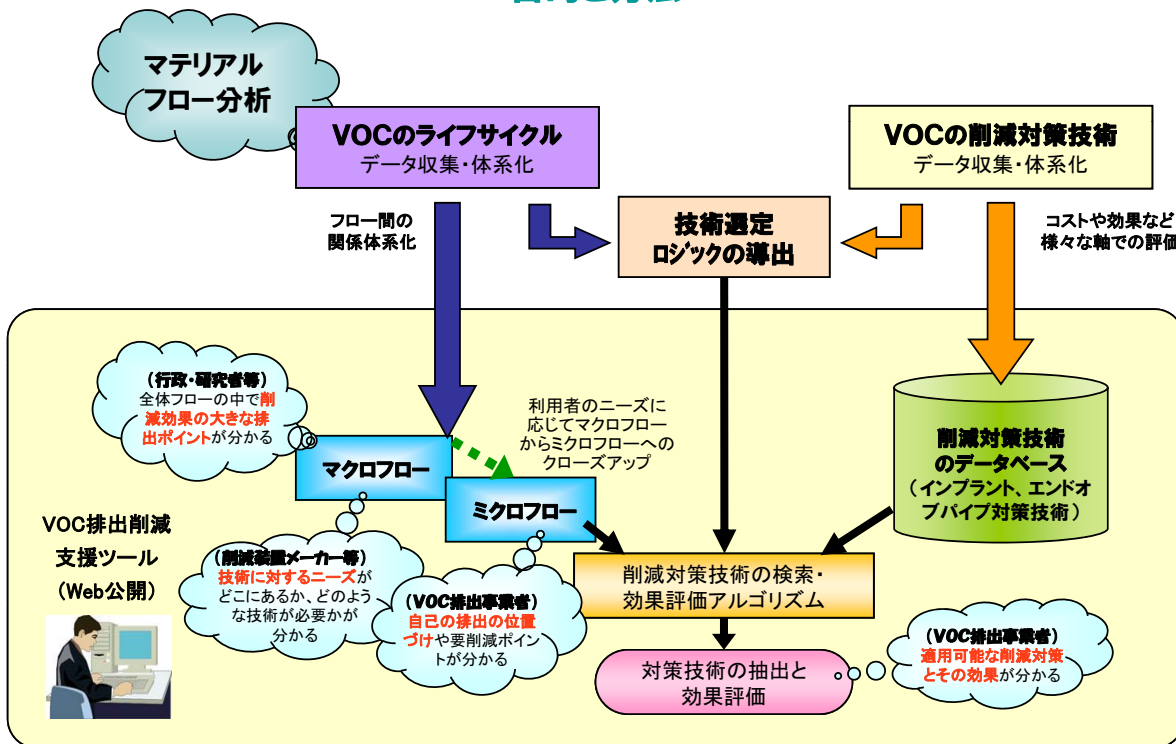 マテリアル
フロー分析
VOCのライフサイクル
データ収集・体系化
VOCの削減対策技術
データ収集・体系化
フロー間の
関係体系化
技術選定
ロジックの導出
コストや効果など
様々な軸での評価
(行政・研究者等)
全体フローの中で削
減効果の大きな排
出ポイントが分かる
利用者のニーズに
応じてマクロフロー
からミクロフローへの
クローズアップ
マクロフロー
ミクロフロー
削減対策技術
のデータベース
(インプラント、エンドオ
ブパイプ対策技術)
VOC排出削減
支援ツール
(Web公開)
(削減装置メーカー等)
技術に対するニーズが
どこにあるか、どのよう
な技術が必要かが
分かる
(VOC排出事業者)
自己の排出の位置
づけや要削減ポイン
トが分かる
削減対策技術の検索・
効果評価アルゴリズム
対策技術の抽出と
効果評価
(VOC排出事業者)
適用可能な削減対策
とその効果が分かる